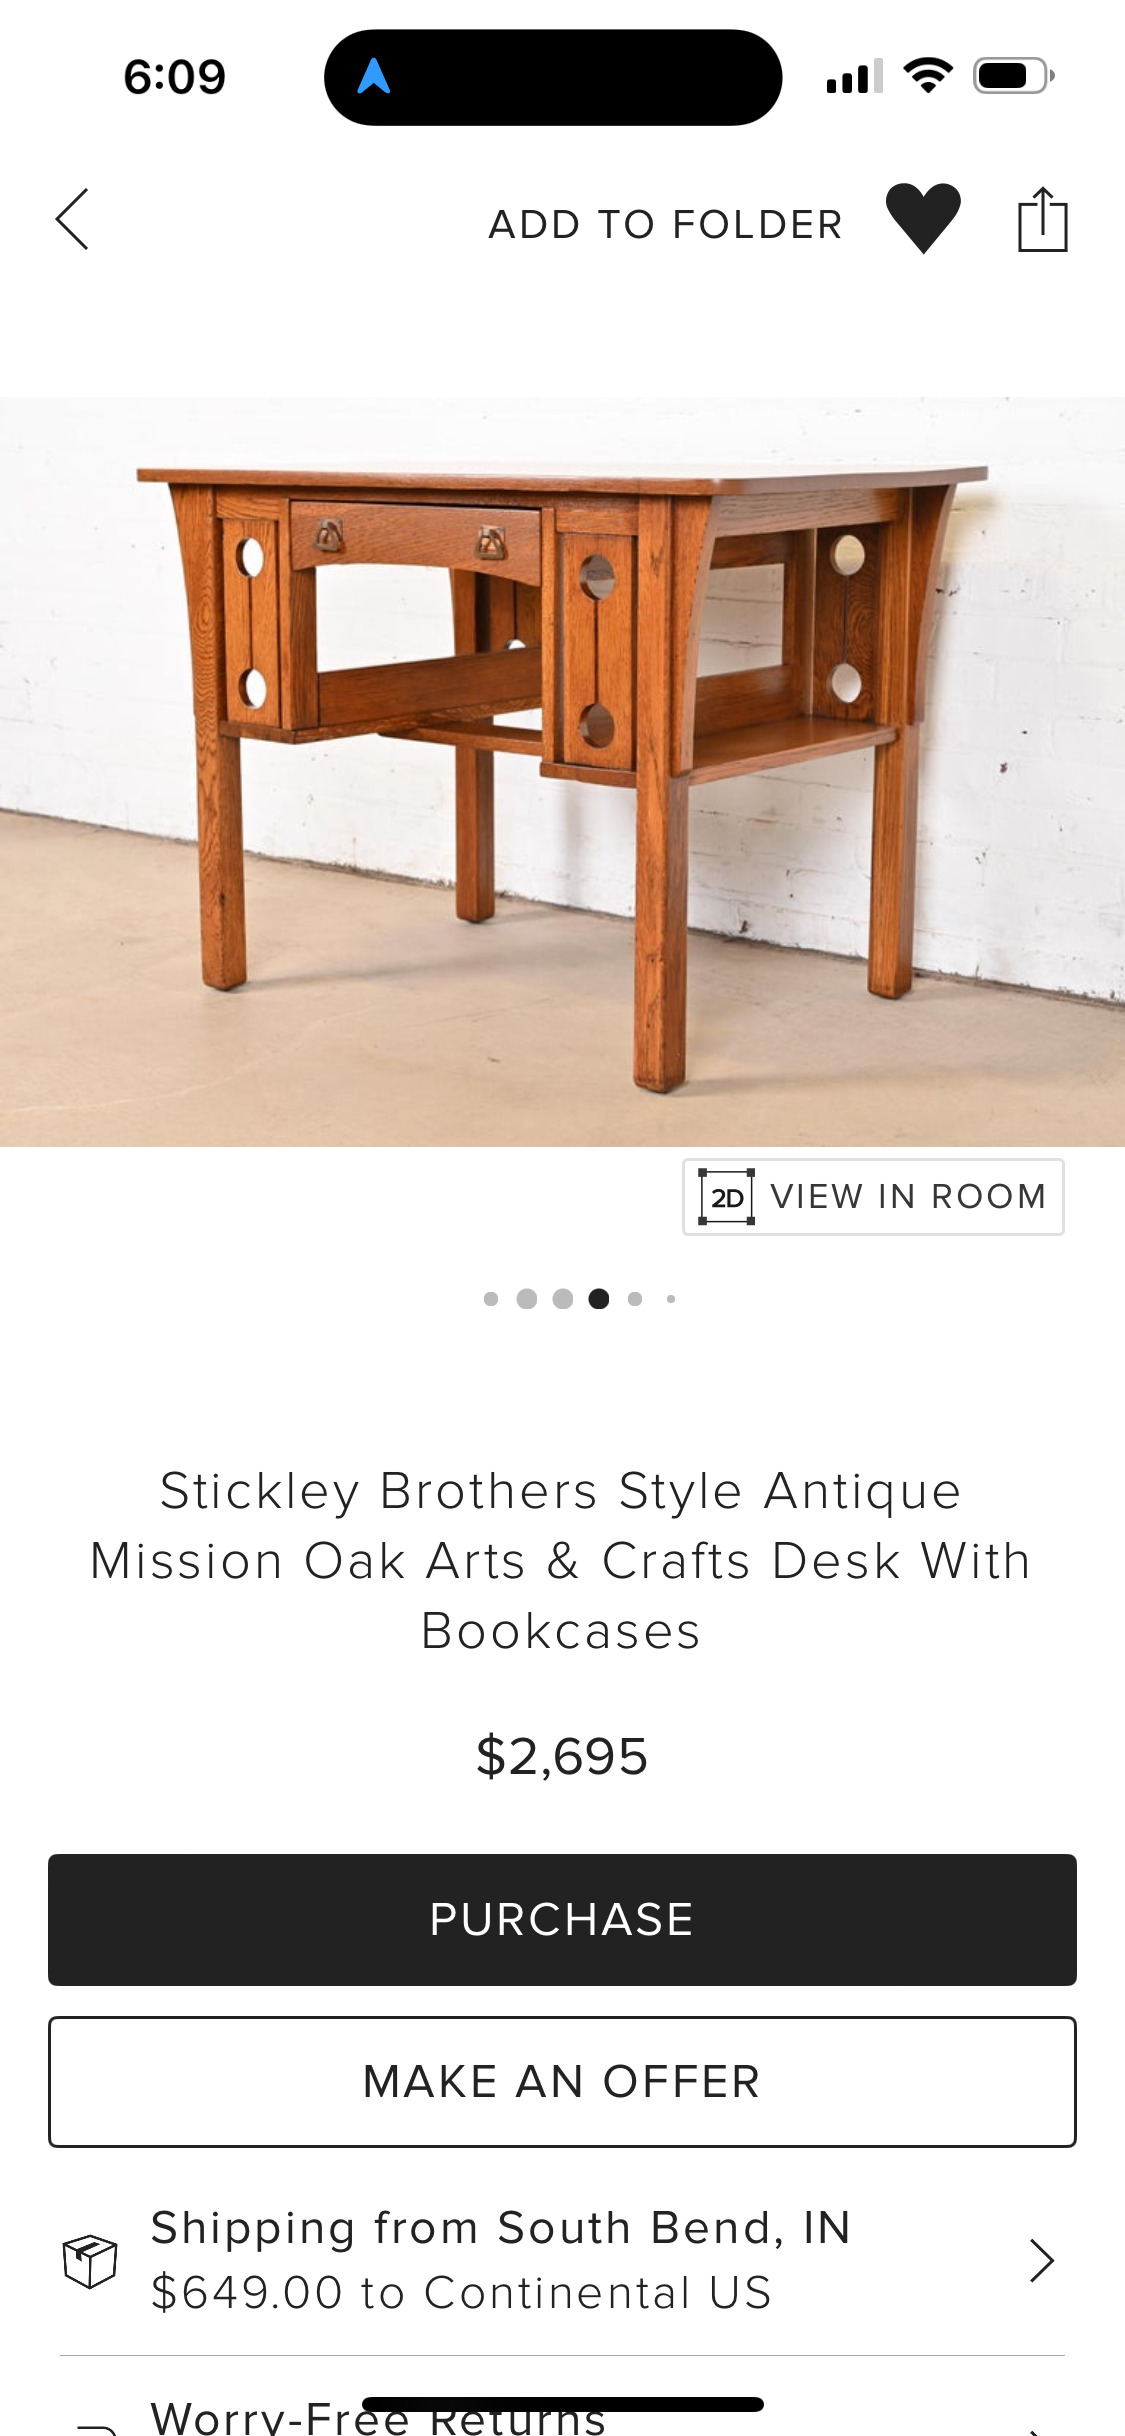 6:09
ADD TO FOLDER
2D VIEW IN ROOM
Stickley Brothers Style Antique
Mission Oak Arts & Crafts Desk With
Bookcases
$2,695
PURCHASE
MAKE AN OFFER
Shipping from South Bend, IN
$649.00 to Continental US
Worry-Free Returns